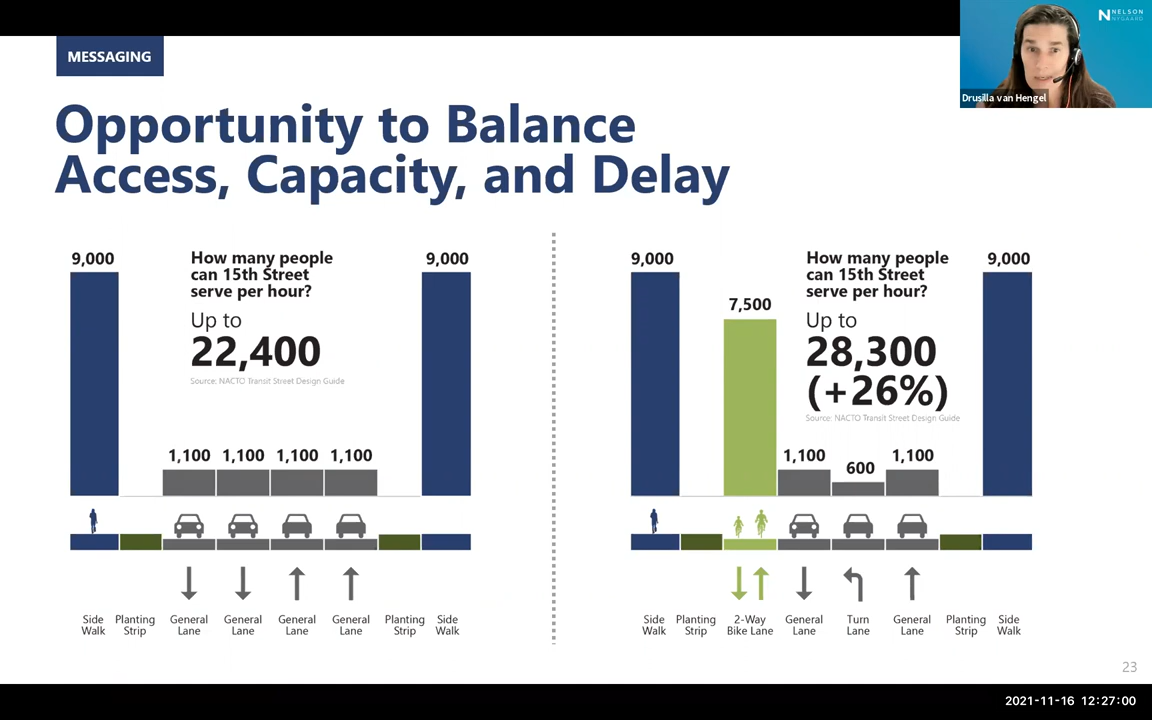 NELSON
NYGAARD
Drusilla van Hengel
MESSAGING
Opportunity to Balance
Access, Capacity, and Delay
9,000
How many people
can 15th Street
serve per hour?
Up to
22,400
Source: NACTO Transit Street Design Guide
9,000
1,100
1,100
1,100
1,100
Side
Walk
Planting
Strip
General
Lane
General
Lane
General
Lane
General
Lane
Planting
Strip
Side
Walk
9,000
7,500
How many people
can 15th Street
serve per hour?
Up to
28,300
(+26%)
Source: NACTO Transit Street Design Guide
9,000
1,100
600
1,100
Side
Walk
Planting
Strip
2-Way
Bike Lane
General
Lane
Turn
Lane
General
Lane
Planting
Strip
Side
Walk
23
2021-11-16 12:27:00